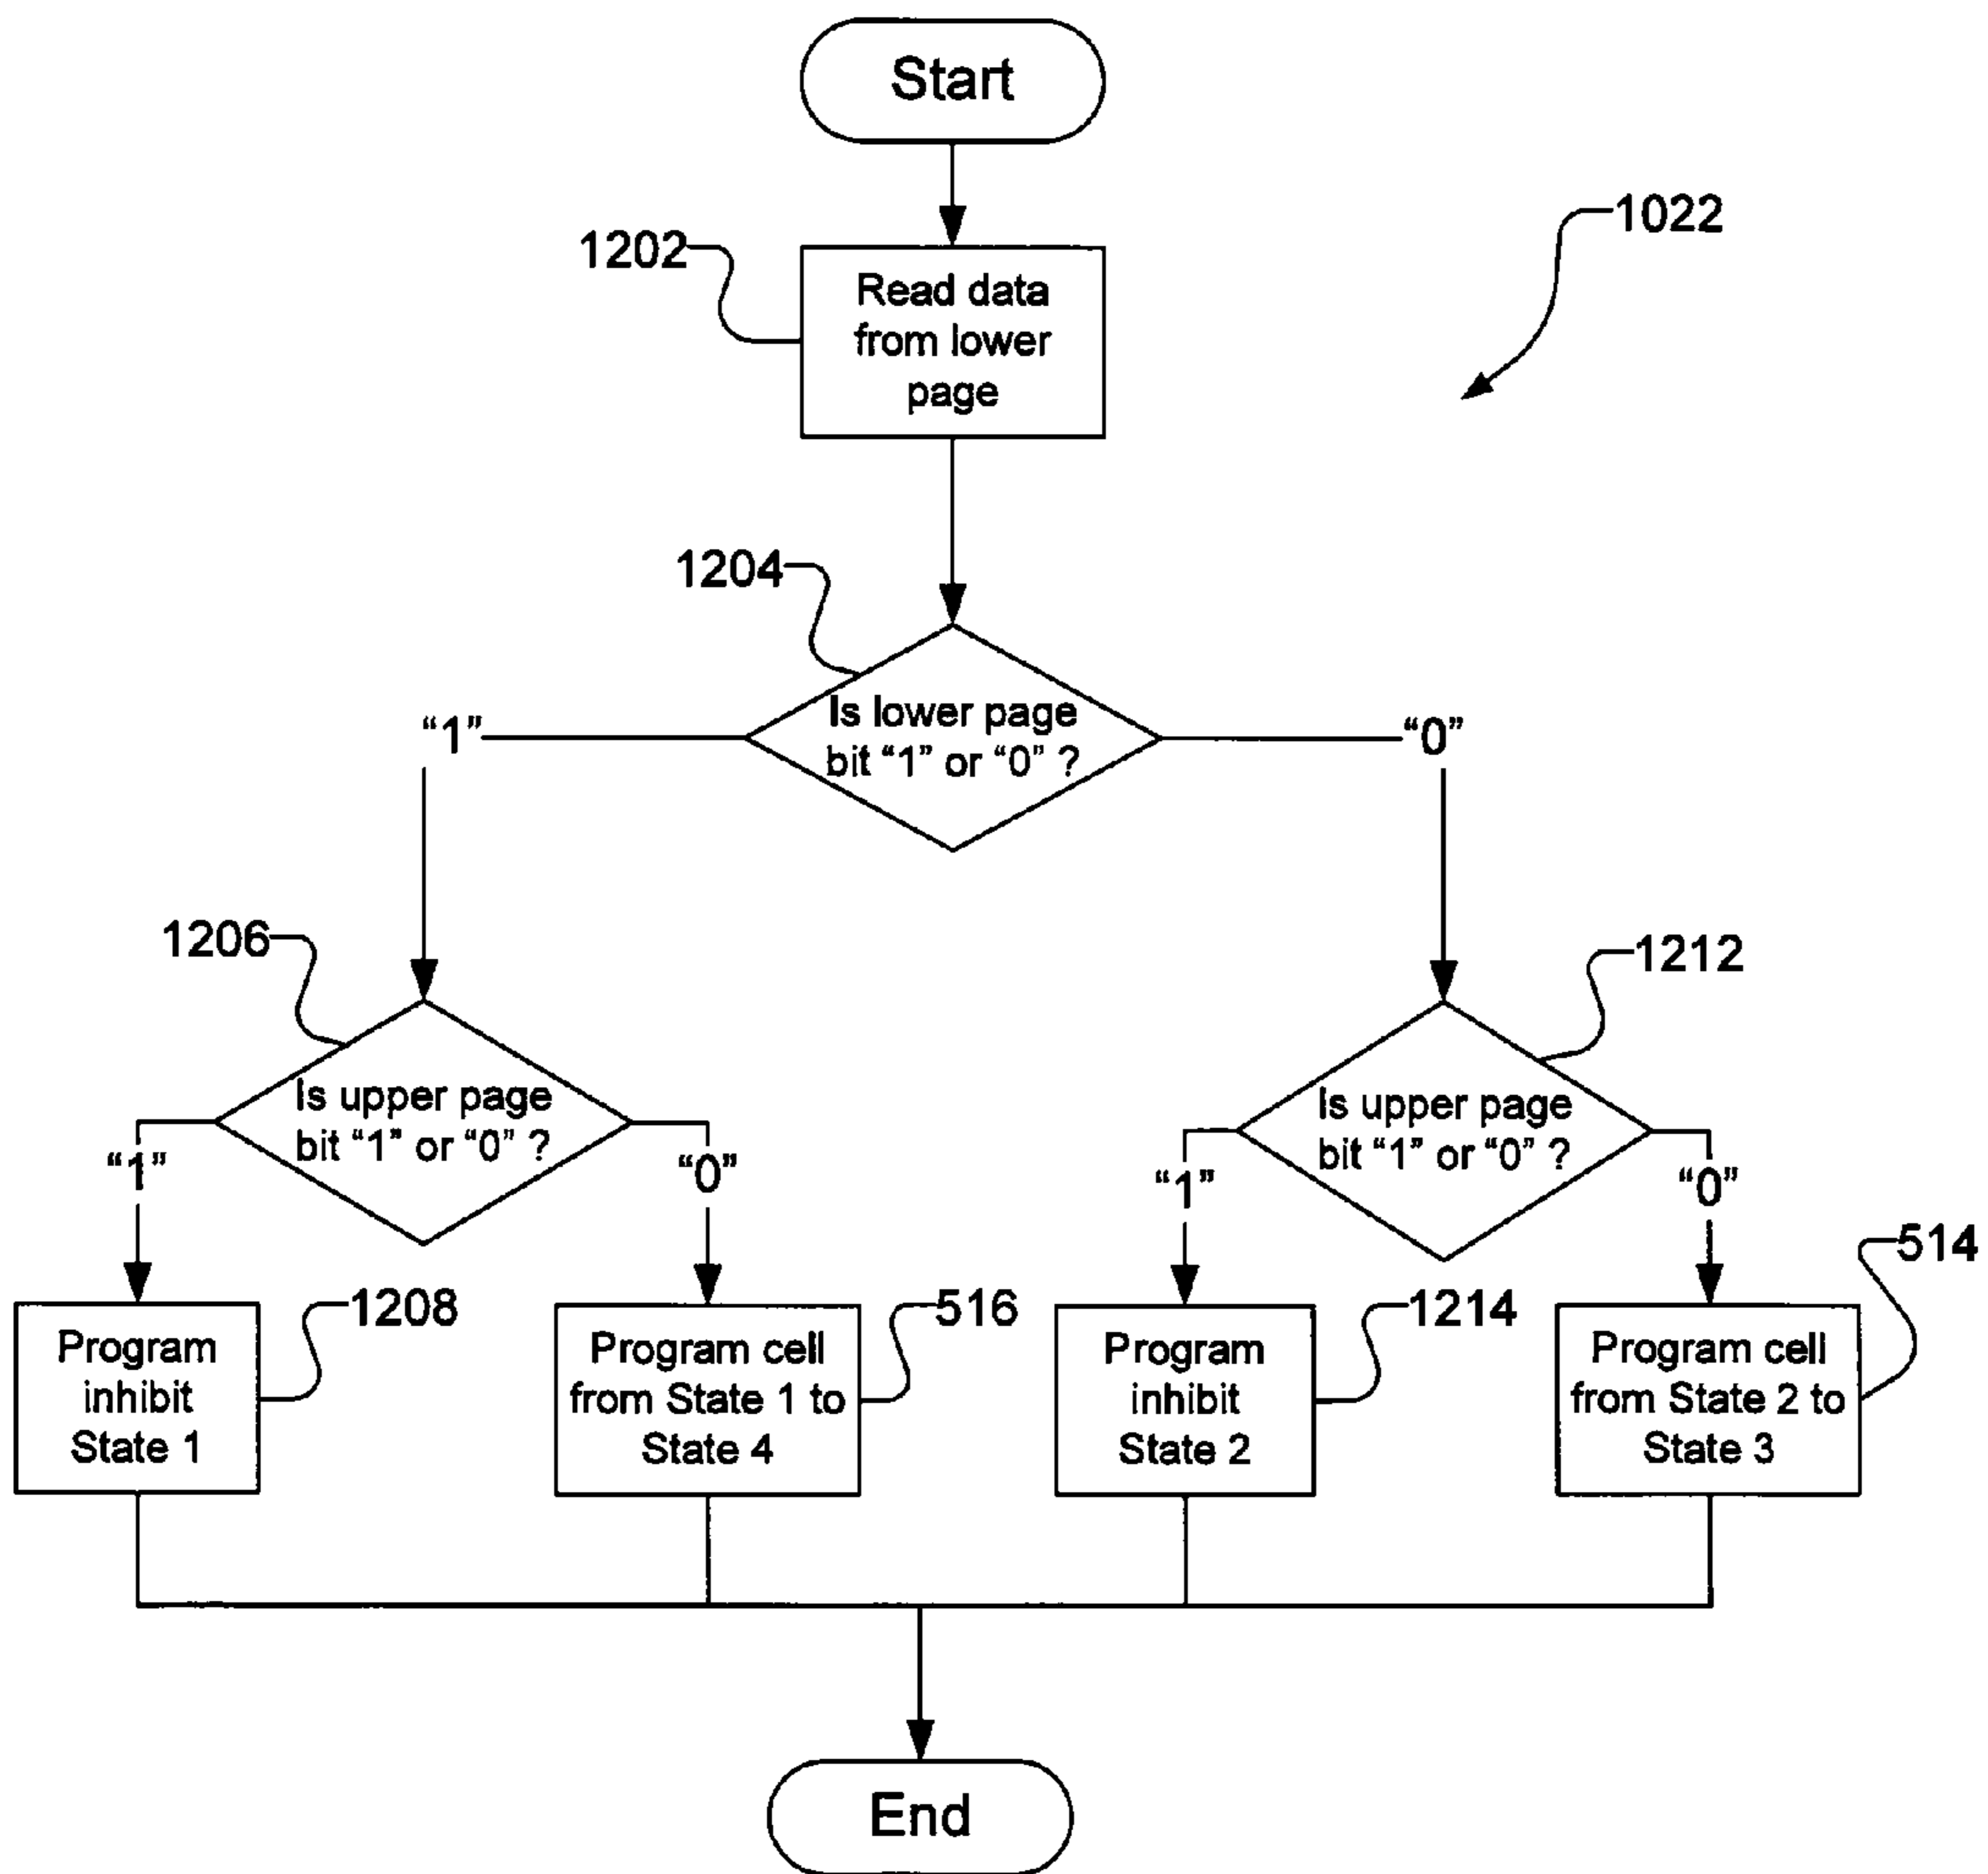 Start
1022
1202
Read data
from lower
page
1204
Is lower page
bit “1” or “0” ?
“1”
“0”
1206
1212
Is upper page
bit “1” or “0” ?
Is upper page
bit “1” or “0” ?
“1”
“0”
“1”
“0”
1208
516
1214
514
Program
inhibit
State 1
Program cell
from State 1 to
State 4
Program
inhibit
State 2
Program cell
from State 2 to
State 3
End